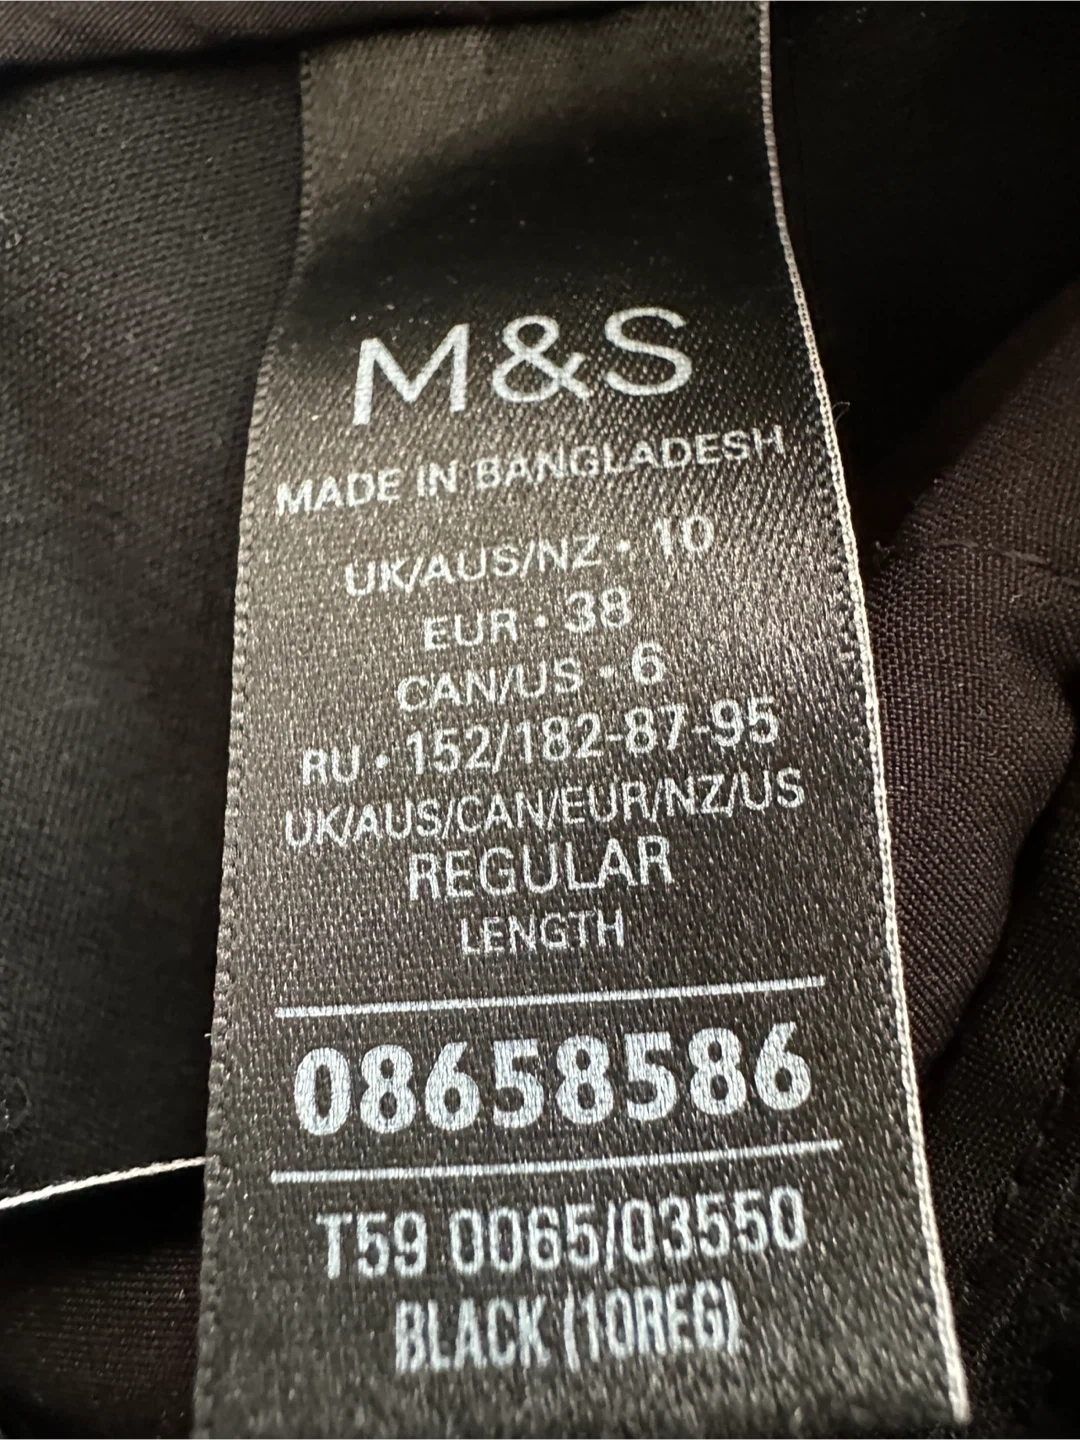 M&S
MADE IN BANGLADESH
UK/AUS/NZ • 10
EUR • 38
CAN/US • 6
RU • 152/182-87-95
UK/AUS/CAN/EUR/NZ/US
REGULAR
LENGTH
08658586
T59 0065/03550
BLACK (10REG)